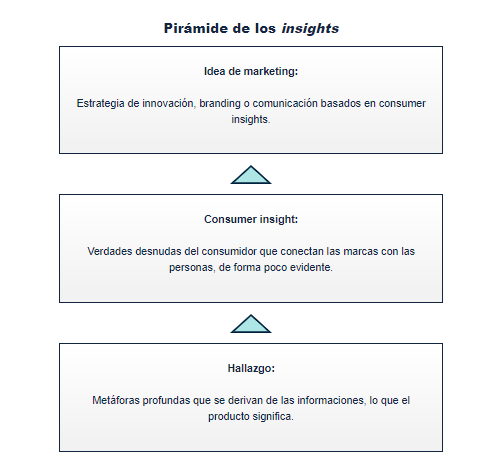 Pirámide de los insights
Idea de marketing:
Estrategia de innovación, branding o comunicación basados en consumer
insights.
Consumer insight:
Verdades desnudas del consumidor que conectan las marcas con las
personas, de forma poco evidente.
Hallazgo:
Metáforas profundas que se derivan de las informaciones, lo que el
producto significa.